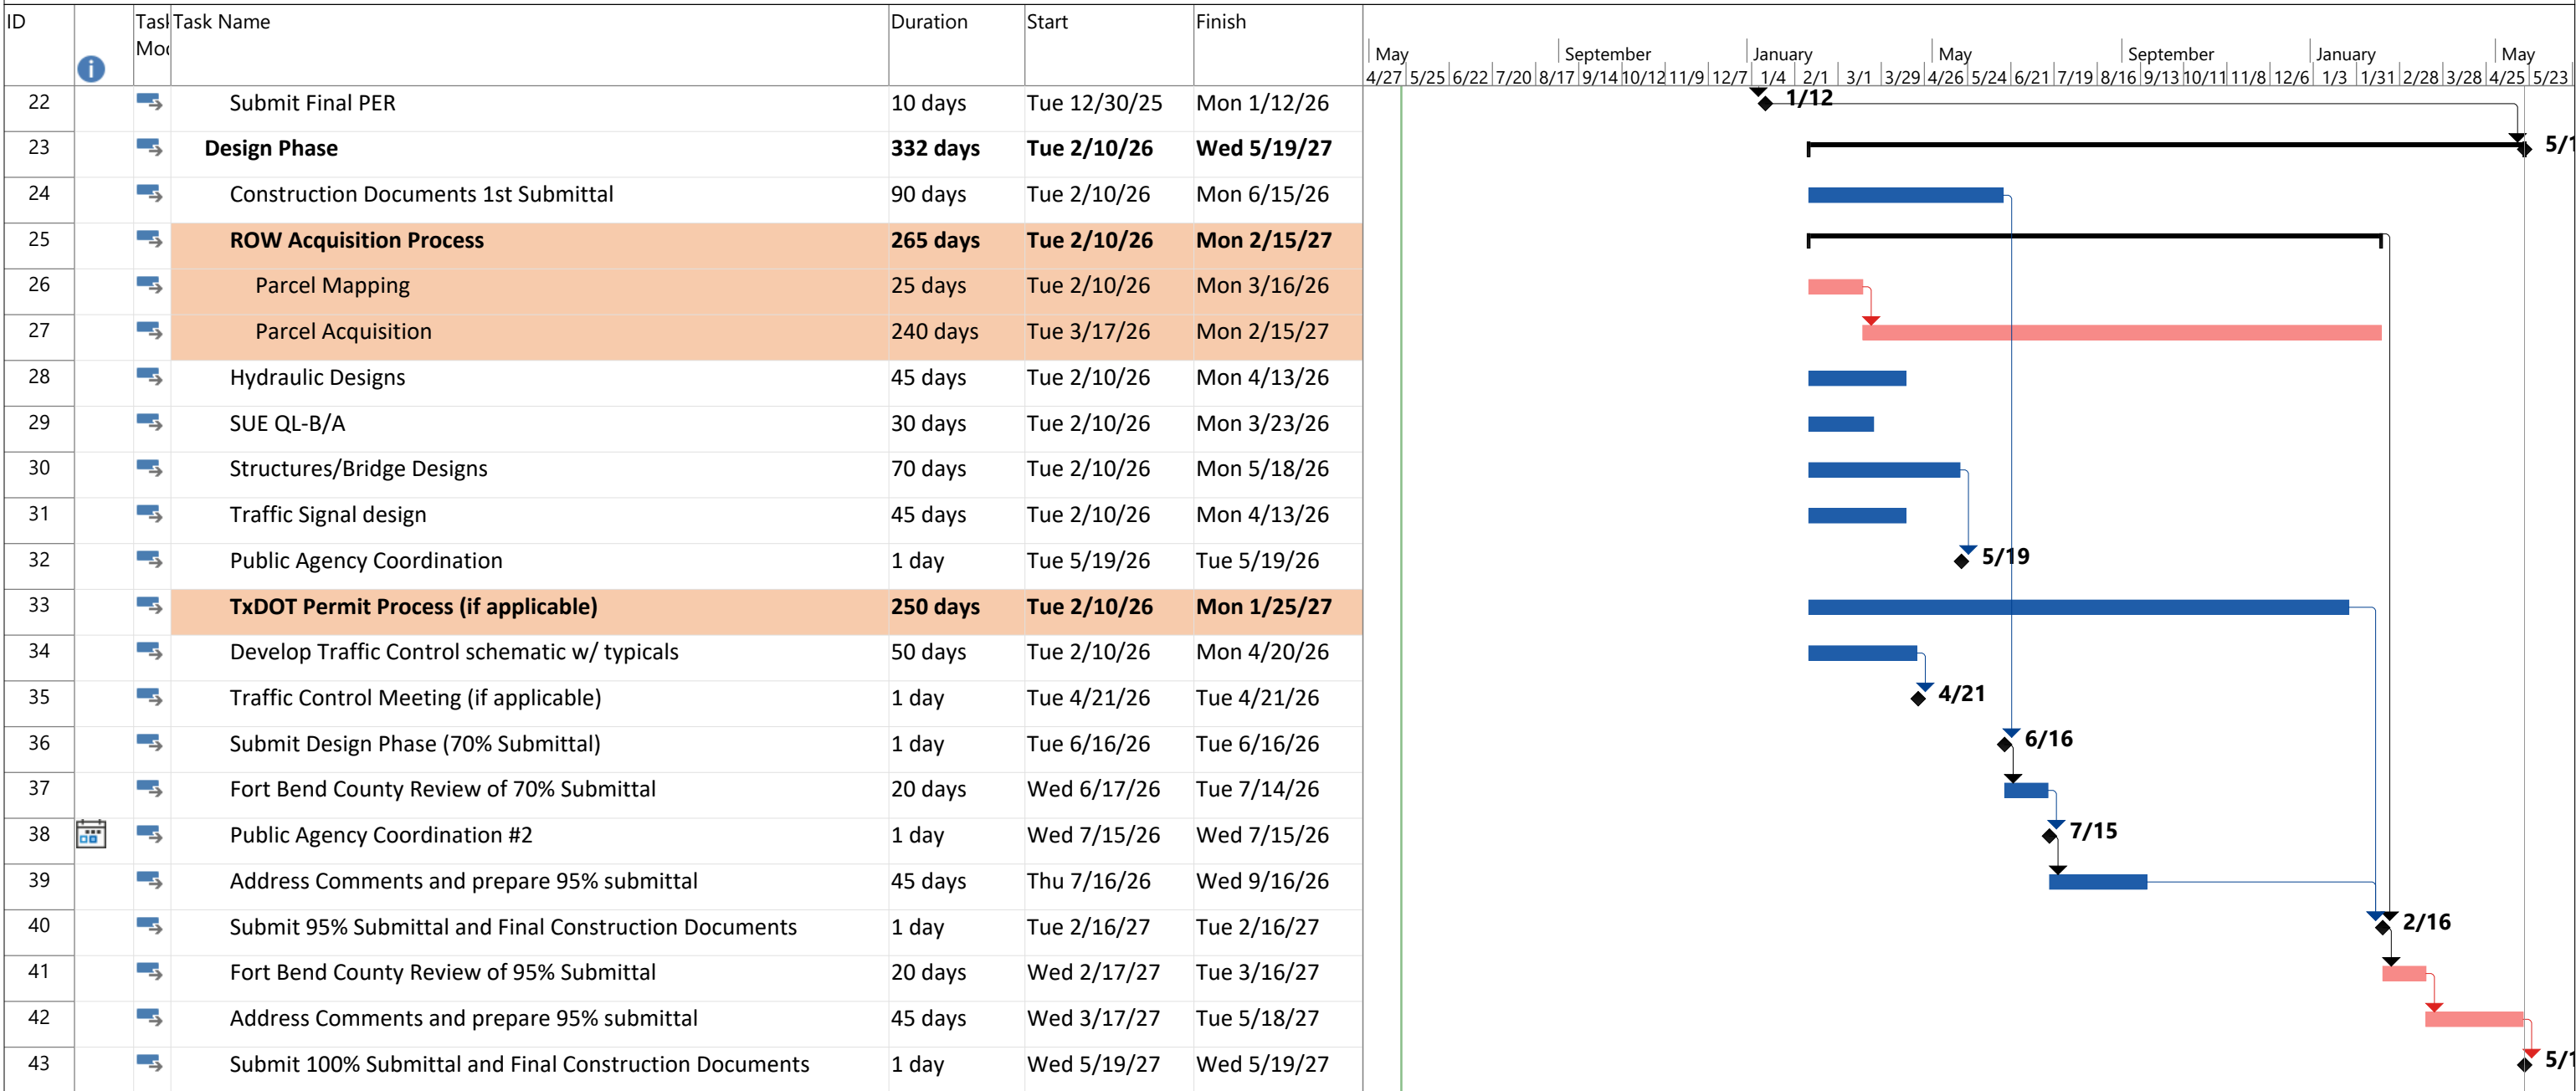 ID Task Mode Task Name Duration Start Finish
May September January May September January May
4/27 5/25 6/22 7/20 8/17 9/14 10/12 11/9 12/7 1/4 2/1 3/1 3/29 4/26 5/24 6/21 7/19 8/16 9/13 10/11 11/8 12/6 1/3 1/31 2/28 3/28 4/25 5/23
22 Submit Final PER 10 days Tue 12/30/25 Mon 1/12/26 1/12
23 Design Phase 332 days Tue 2/10/26 Wed 5/19/27 5/1
24 Construction Documents 1st Submittal 90 days Tue 2/10/26 Mon 6/15/26
25 ROW Acquisition Process 265 days Tue 2/10/26 Mon 2/15/27
26 Parcel Mapping 25 days Tue 2/10/26 Mon 3/16/26
27 Parcel Acquisition 240 days Tue 3/17/26 Mon 2/15/27
28 Hydraulic Designs 45 days Tue 2/10/26 Mon 4/13/26
29 SUE QL-B/A 30 days Tue 2/10/26 Mon 3/23/26
30 Structures/Bridge Designs 70 days Tue 2/10/26 Mon 5/18/26
31 Traffic Signal design 45 days Tue 2/10/26 Mon 4/13/26
32 Public Agency Coordination 1 day Tue 5/19/26 Tue 5/19/26 5/19
33 TxDOT Permit Process (if applicable) 250 days Tue 2/10/26 Mon 1/25/27
34 Develop Traffic Control schematic w/ typicals 50 days Tue 2/10/26 Mon 4/20/26
35 Traffic Control Meeting (if applicable) 1 day Tue 4/21/26 Tue 4/21/26 4/21
36 Submit Design Phase (70% Submittal) 1 day Tue 6/16/26 Tue 6/16/26 6/16
37 Fort Bend County Review of 70% Submittal 20 days Wed 6/17/26 Tue 7/14/26
38 Public Agency Coordination #2 1 day Wed 7/15/26 Wed 7/15/26 7/15
39 Address Comments and prepare 95% submittal 45 days Thu 7/16/26 Wed 9/16/26
40 Submit 95% Submittal and Final Construction Documents 1 day Tue 2/16/27 Tue 2/16/27 2/16
41 Fort Bend County Review of 95% Submittal 20 days Wed 2/17/27 Tue 3/16/27
42 Address Comments and prepare 95% submittal 45 days Wed 3/17/27 Tue 5/18/27
43 Submit 100% Submittal and Final Construction Documents 1 day Wed 5/19/27 Wed 5/19/27 5/1